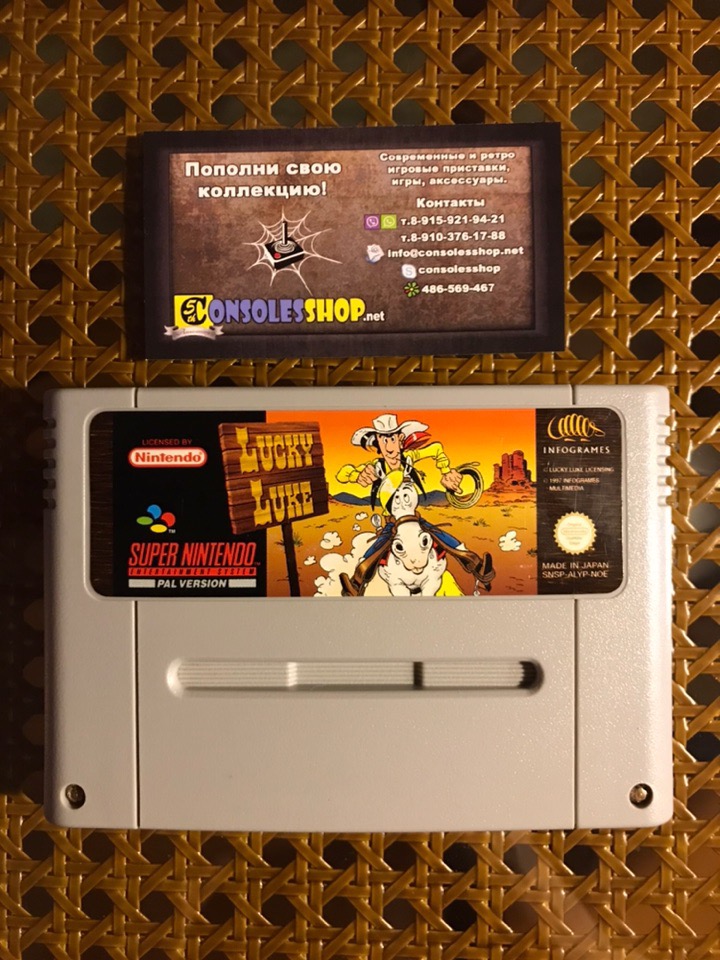 Пополни свою
коллекцию!
Современные и ретро
игровые приставки,
игры, аксессуары.
Контакты
т.8-915-921-94-21
т.8-910-376-17-88
info@consolesshop.net
consolesshop
486-569-467
CONSOLESSHOP.net
LICENSED BY
Nintendo
LUCKY
LUKE
SUPER NINTENDO
ENTERTAINMENT SYSTEM
PAL VERSION
TM
INFOGRAMES
© LUCKY LUKE LICENSING
© 1997 INFOGRAMES
MULTIMEDIA
MADE IN JAPAN
SNSP-ALYP-NOE